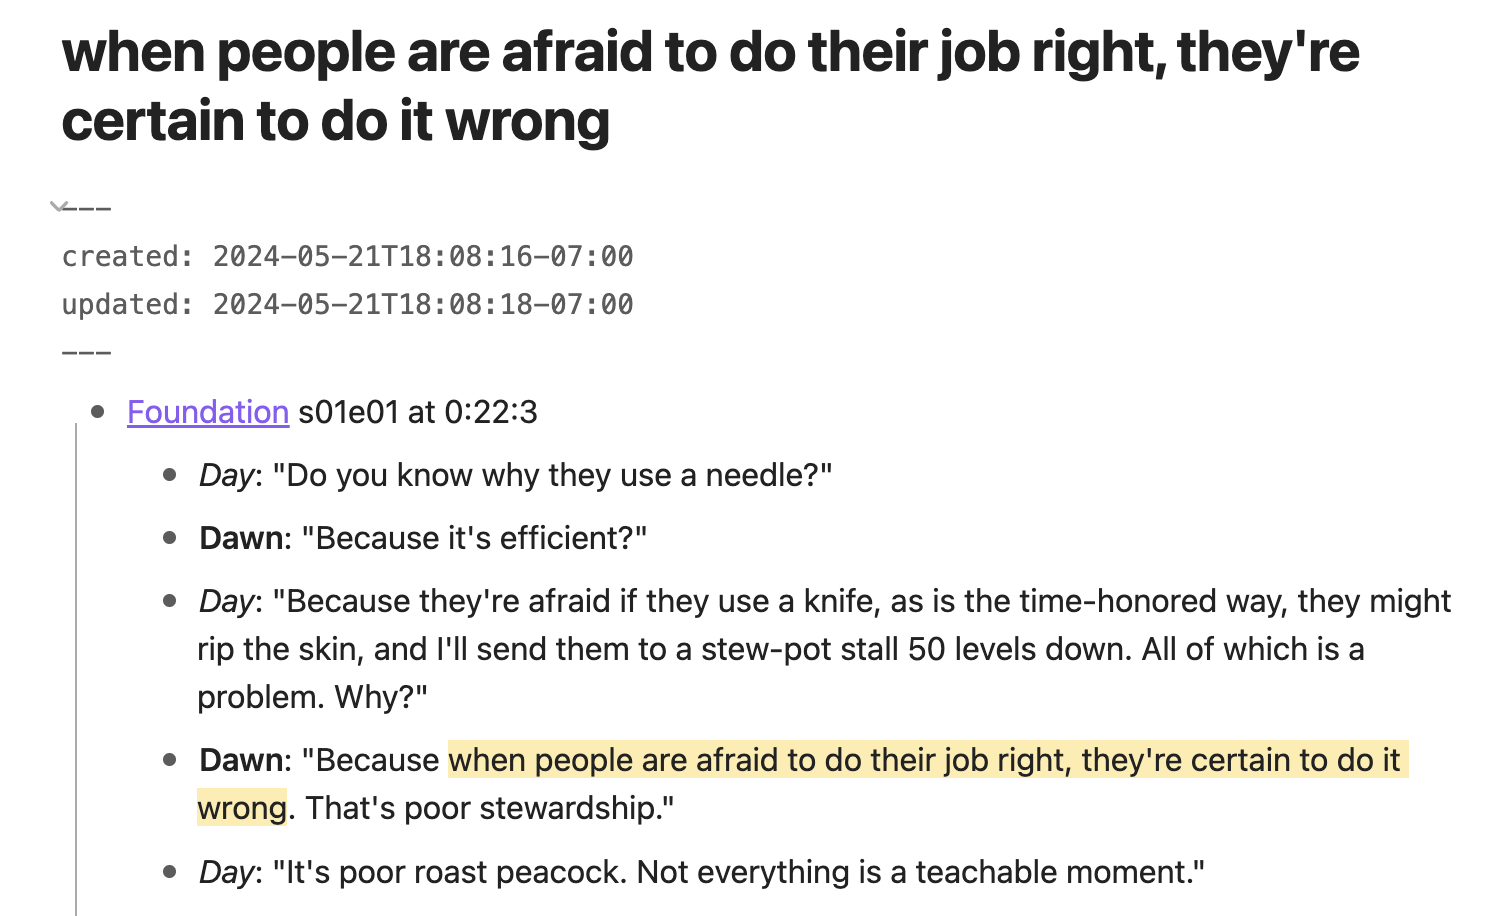 when people are afraid to do their job right, they're
certain to do it wrong
---
created: 2024-05-21T18:08:16-07:00
updated: 2024-05-21T18:08:18-07:00
---
Foundation s01e01 at 0:22:3
Day: "Do you know why they use a needle?"
Dawn: "Because it's efficient?"
Day: "Because they're afraid if they use a knife, as is the time-honored way, they might
rip the skin, and I'll send them to a stew-pot stall 50 levels down. All of which is a
problem. Why?"
Dawn: "Because when people are afraid to do their job right, they're certain to do it
wrong. That's poor stewardship."
Day: "It's poor roast peacock. Not everything is a teachable moment."